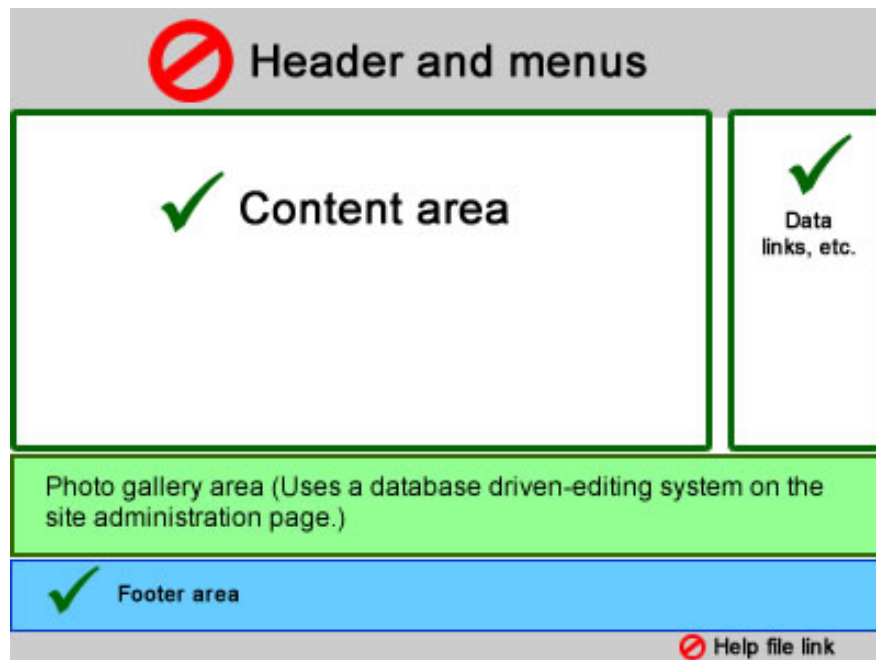 Header and menus
Content area
Data
links, etc.
Photo gallery area (Uses a database driven-editing system on the
site administration page.)
Footer area
Help file link